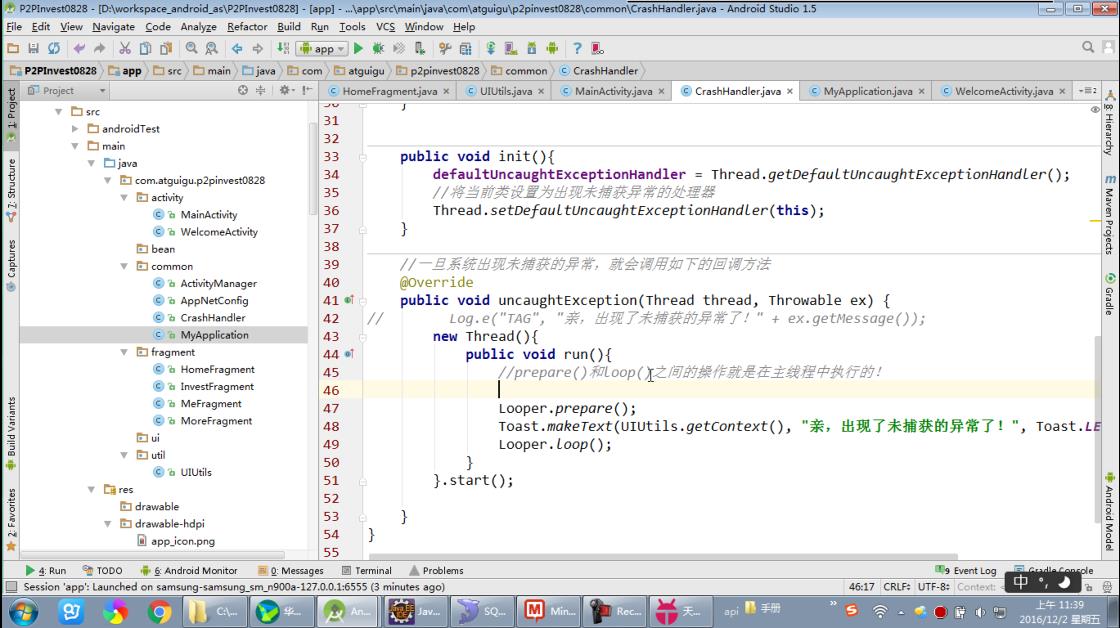 P2PInvest0828 - [D:\workspace_android_as\P2PInvest0828] - [app] - ...\app\src\main\java\com\atguigu\p2pinvest0828\common\CrashHandler.java - Android Studio 1.5
File Edit View Navigate Code Analyze Refactor Build Run Tools VCS Window Help
app
P2PInvest0828 app src main java com atguigu p2pinvest0828 common CrashHandler
Project
HomeFragment.java UIUtils.java MainActivity.java CrashHandler.java MyApplication.java WelcomeActivity.java
1: Project
7: Structure
Captures
Build Variants
2: Favorites
src
androidTest
main
java
com.atguigu.p2pinvest0828
activity
MainActivity
WelcomeActivity
bean
common
ActivityManager
AppNetConfig
CrashHandler
MyApplication
fragment
HomeFragment
InvestFragment
MeFragment
MoreFragment
ui
util
UIUtils
res
drawable
drawable-hdpi
app_icon.png
30 }
31
32
33 public void init(){
34 defaultUncaughtExceptionHandler = Thread.getDefaultUncaughtExceptionHandler();
35 //将当前类设置为出现未捕获异常的处理器
36 Thread.setDefaultUncaughtExceptionHandler(this);
37 }
38
39 //一旦系统出现未捕获的异常，就会调用如下的回调方法
40 @Override
41 public void uncaughtException(Thread thread, Throwable ex) {
42 // Log.e("TAG", "亲，出现了未捕获的异常了！" + ex.getMessage());
43 new Thread(){
44 public void run(){
45 //prepare()和loop()之间的操作就是在主线程中执行的！
46
47 Looper.prepare();
48 Toast.makeText(UIUtils.getContext(), "亲，出现了未捕获的异常了！", Toast.LE
49 Looper.loop();
50 }
51 }.start();
52
53 }
54 }
55
8: Hierarchy
Maven Projects
Gradle
Android Model
4: Run TODO 6: Android Monitor 0: Messages Terminal Problems 9 Event Log Gradle Console
Session 'app': Launched on samsung-samsung_sm_n900a-127.0.0.1:6555 (3 minutes ago) 46:17 CRLF UTF-8 Context:
中
C:\... 华... An... Jav... SQ... Min... Rec... 天... api 手册
上午 11:39
2016/12/2 星期五